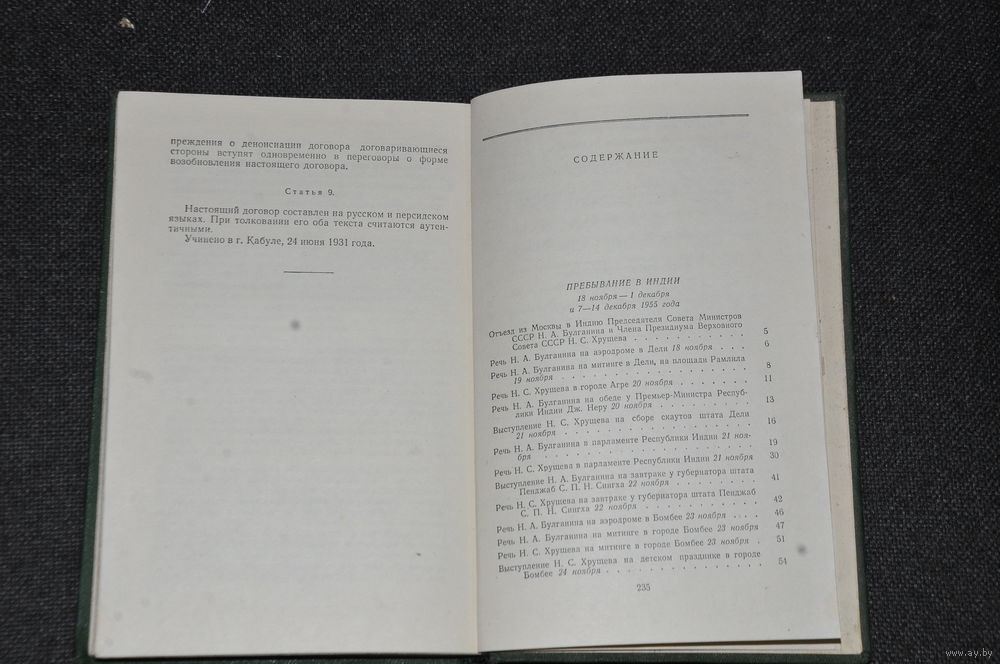 преждения о денонсиации договора договаривающиеся
стороны вступят одновременно в переговоры о форме
возобновления настоящего договора.
Статья 9.
Настоящий договор составлен на русском и персидском
языках. При толковании его оба текста считаются аутен-
тичными.
Учинено в г. Кабуле, 24 июня 1931 года.
СОДЕРЖАНИЕ
ПРЕБЫВАНИЕ В ИНДИИ
18 ноября — 1 декабря
и 7—14 декабря 1955 года
Отъезд из Москвы в Индию Председателя Совета Министров
СССР Н. А. Булганина и Члена Президиума Верховного
Совета СССР Н. С. Хрущева . . . . . . . . . . . 5
Речь Н. А. Булганина на аэродроме в Дели 18 ноября . . . 6
Речь Н. А. Булганина на митинге в Дели, на площади Рамлила
19 ноября . . . . . . . . . . . . . . . . . . 8
Речь Н. С. Хрущева в городе Агре 20 ноября . . . . . . . 11
Речь Н. А. Булганина на обеде у Премьер-Министра Респуб-
лики Индии Дж. Неру 20 ноября . . . . . . . . . 13
Выступление Н. С. Хрущева на сборе скаутов штата Дели
21 ноября . . . . . . . . . . . . . . . . . . 16
Речь Н. А. Булганина в парламенте Республики Индии 21 ноя-
бря . . . . . . . . . . . . . . . . . . . . 19
Речь Н. С. Хрущева в парламенте Республики Индии 21 ноября 30
Выступление Н. А. Булганина на завтраке у губернатора штата
Пенджаб С. П. Н. Сингха 22 ноября . . . . . . . . 41
Речь Н. С. Хрущева на завтраке у губернатора штата Пенджаб
С. П. Н. Сингха 22 ноября . . . . . . . . . . . 42
Речь Н. А. Булганина на аэродроме в Бомбее 23 ноября . . . 46
Речь Н. А. Булганина на митинге в городе Бомбее 23 ноября 47
Речь Н. С. Хрущева на митинге в городе Бомбее 23 ноября . 51
Выступление Н. С. Хрущева на детском празднике в городе
Бомбее 24 ноября . . . . . . . . . . . . . . . 54
235
www.ay.by